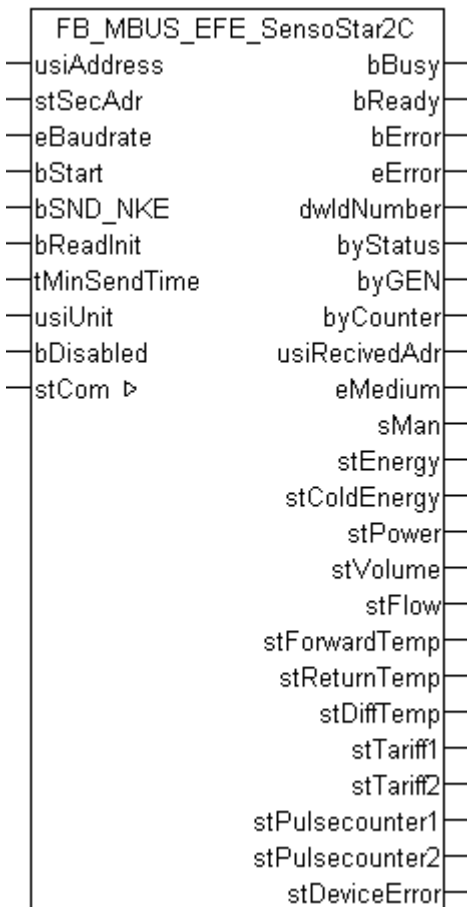 FB_MBUS_EFE_SensoStar2C
usiAddress bBusy
stSecAdr bReady
eBaudrate bError
bStart eError
bSND_NKE dwIdNumber
bReadInit byStatus
tMinSendTime byGEN
usiUnit byCounter
bDisabled usiRecivedAdr
stCom ▷ eMedium
sMan
stEnergy
stColdEnergy
stPower
stVolume
stFlow
stForwardTemp
stReturnTemp
stDiffTemp
stTariff1
stTariff2
stPulsecounter1
stPulsecounter2
stDeviceError